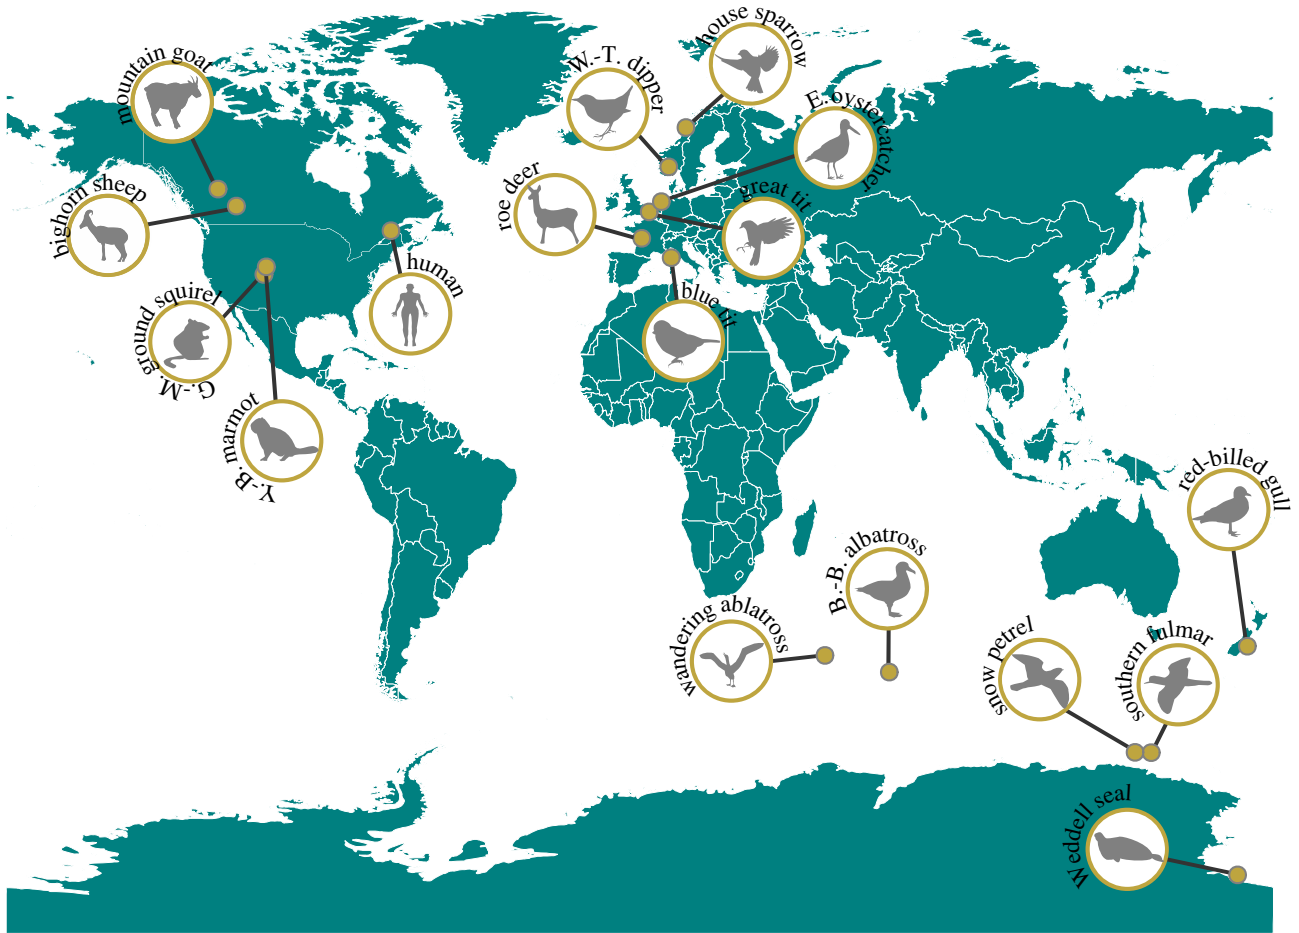 house sparrow
mountain goat
W.-T. dipper
E.oystercatcher
roe deer
great tit
bighorn sheep
human
blue tit
G.-M. ground squirel
Y.-B. marmot
red-billed gull
B.-B. albatross
wandering ablatross
snow petrel
southern fulmar
Weddell seal